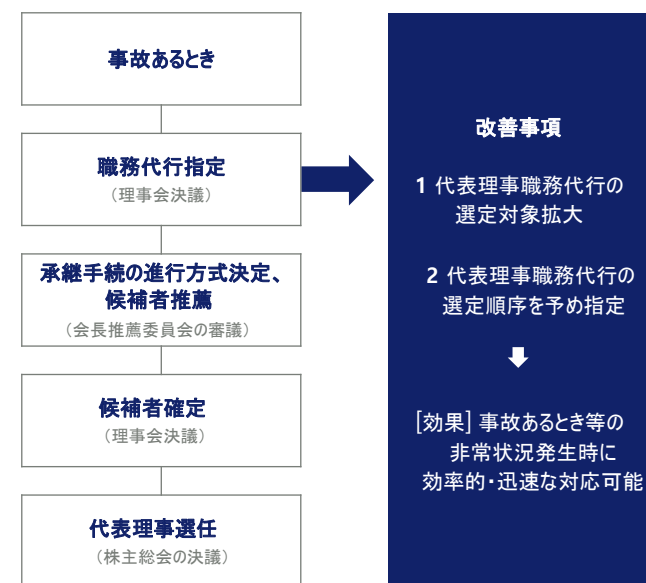 事故あるとき
職務代行指定
（理事会決議）
承継手続の進行方式決定、
候補者推薦
（会長推薦委員会の審議）
候補者確定
（理事会決議）
代表理事選任
（株主総会の決議）
改善事項
1 代表理事職務代行の
選定対象拡大
2 代表理事職務代行の
選定順序を予め指定
[効果] 事故あるとき等の
非常状況発生時に
効率的・迅速な対応可能